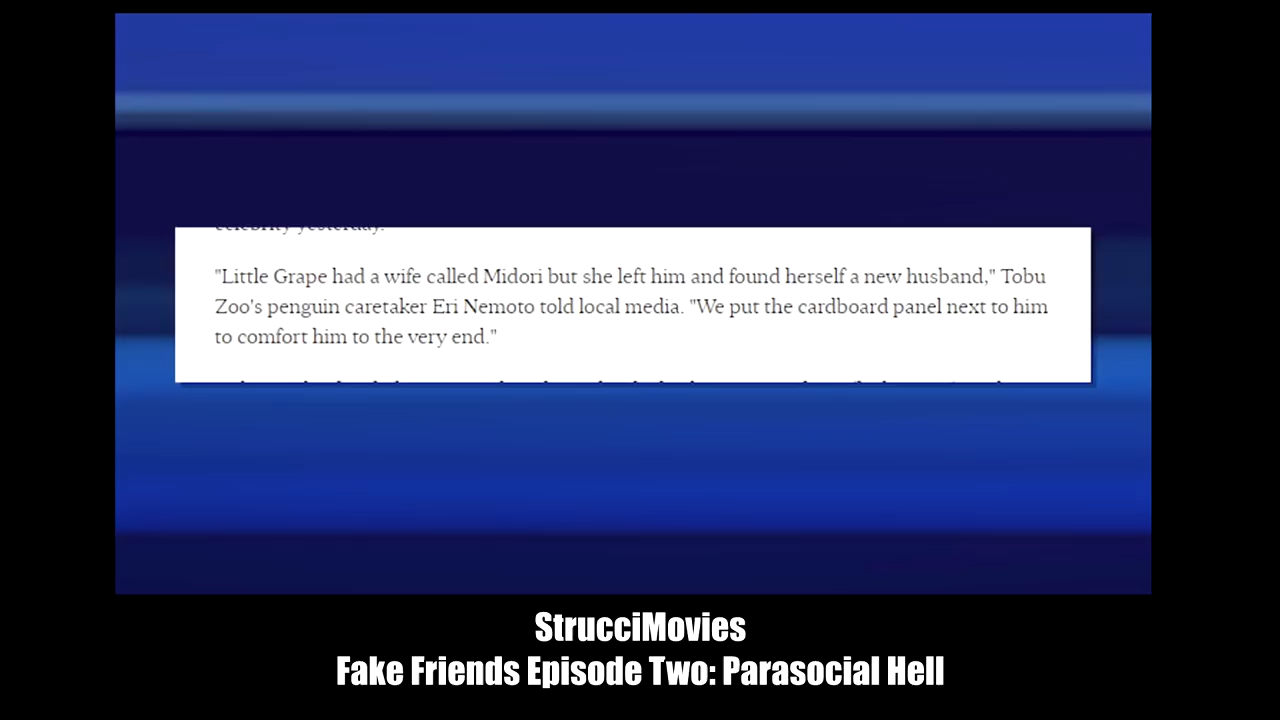 celebrity yesterday.
"Little Grape had a wife called Midori but she left him and found herself a new husband," Tobu
Zoo's penguin caretaker Eri Nemoto told local media. "We put the cardboard panel next to him
to comfort him to the very end."
StrucciMovies
Fake Friends Episode Two: Parasocial Hell